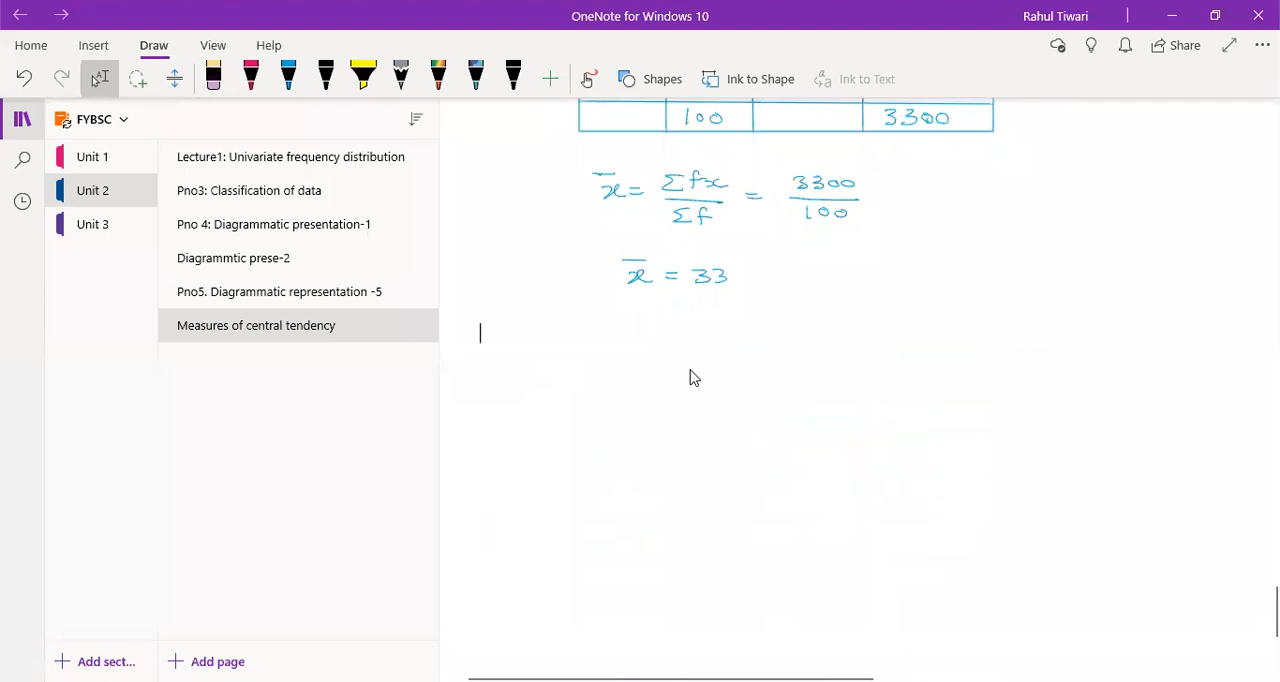 OneNote for Windows 10
Rahul Tiwari
Home Insert Draw View Help
Share
Shapes
Ink to Shape
Ink to Text
FYBSC
Unit 1
Unit 2
Unit 3
Lecture1: Univariate frequency distribution
Pno3: Classification of data
Pno 4: Diagrammatic presentation-1
Diagrammtic prese-2
Pno5. Diagrammatic representation -5
Measures of central tendency
100 3300
x̄ = Σfx / Σf = 3300 / 100
x̄ = 33
Add sect...
Add page